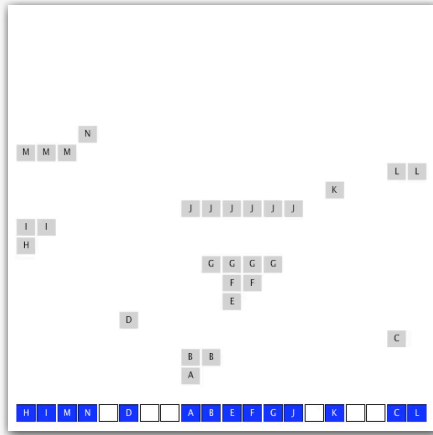 N
M M M
L L
K
J J J J J J
I I
H
G G G G
F F
E
D
C
B B
A
H I M N D A B E F G J K C L